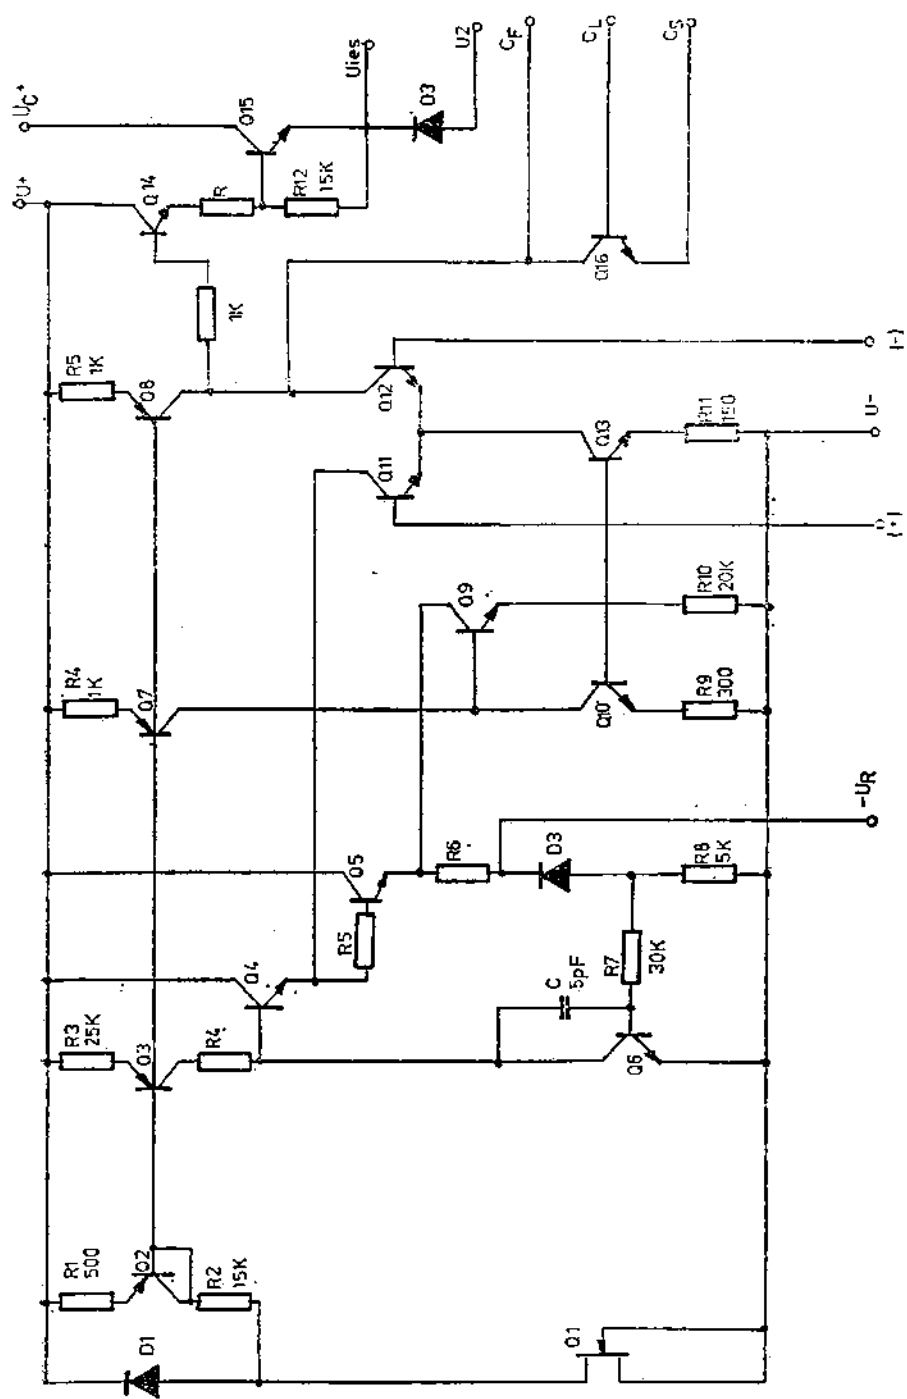 U+
UC+
R1
500
R3
25K
R4
1K
R5
1K
D1
Q2
Q3
Q7
Q8
Q14
R2
15K
R4
1K
R
Q4
Q15
R12
15K
R5
Q5
Uies
Q11
Q12
R6
Q9
D3
UZ
C
5pF
D3
CF
R7
30K
Q1
Q6
Q10
Q13
Q16
CL
R8
5K
R9
300
R10
20K
R11
150
CS
-UR
(+)
U-
(-)